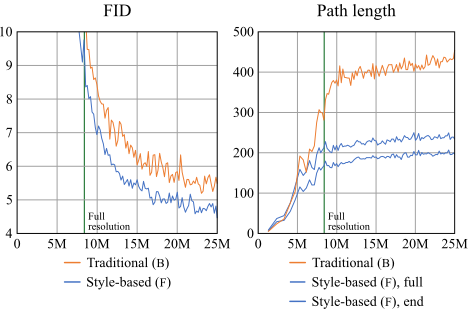 FID
Path length
10
9
8
7
6
5
4
Full
resolution
0 5M 10M 15M 20M 25M
Traditional (B)
Style-based (F)
500
400
300
200
100
0
Full
resolution
0 5M 10M 15M 20M 25M
Traditional (B)
Style-based (F), full
Style-based (F), end